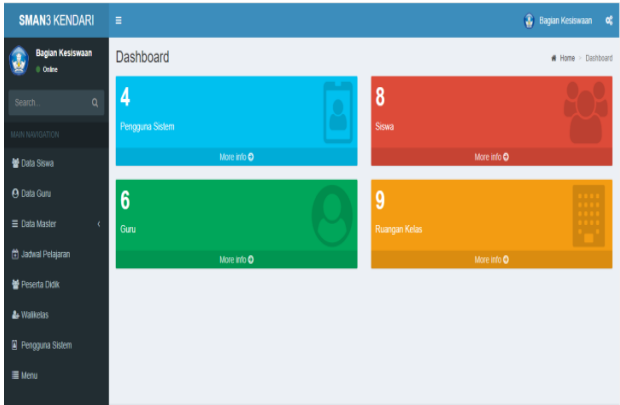 SMAN3 KENDARI
Bagian Kesiswaan
Bagian Kesiswaan
Online
Search...
MAIN NAVIGATION
Data Siswa
Data Guru
Data Master
Jadwal Pelajaran
Peserta Didik
Walikelas
Pengguna Sistem
Menu
Dashboard
Home > Dashboard
4
Pengguna Sistem
More info
8
Siswa
More info
6
Guru
More info
9
Ruangan Kelas
More info